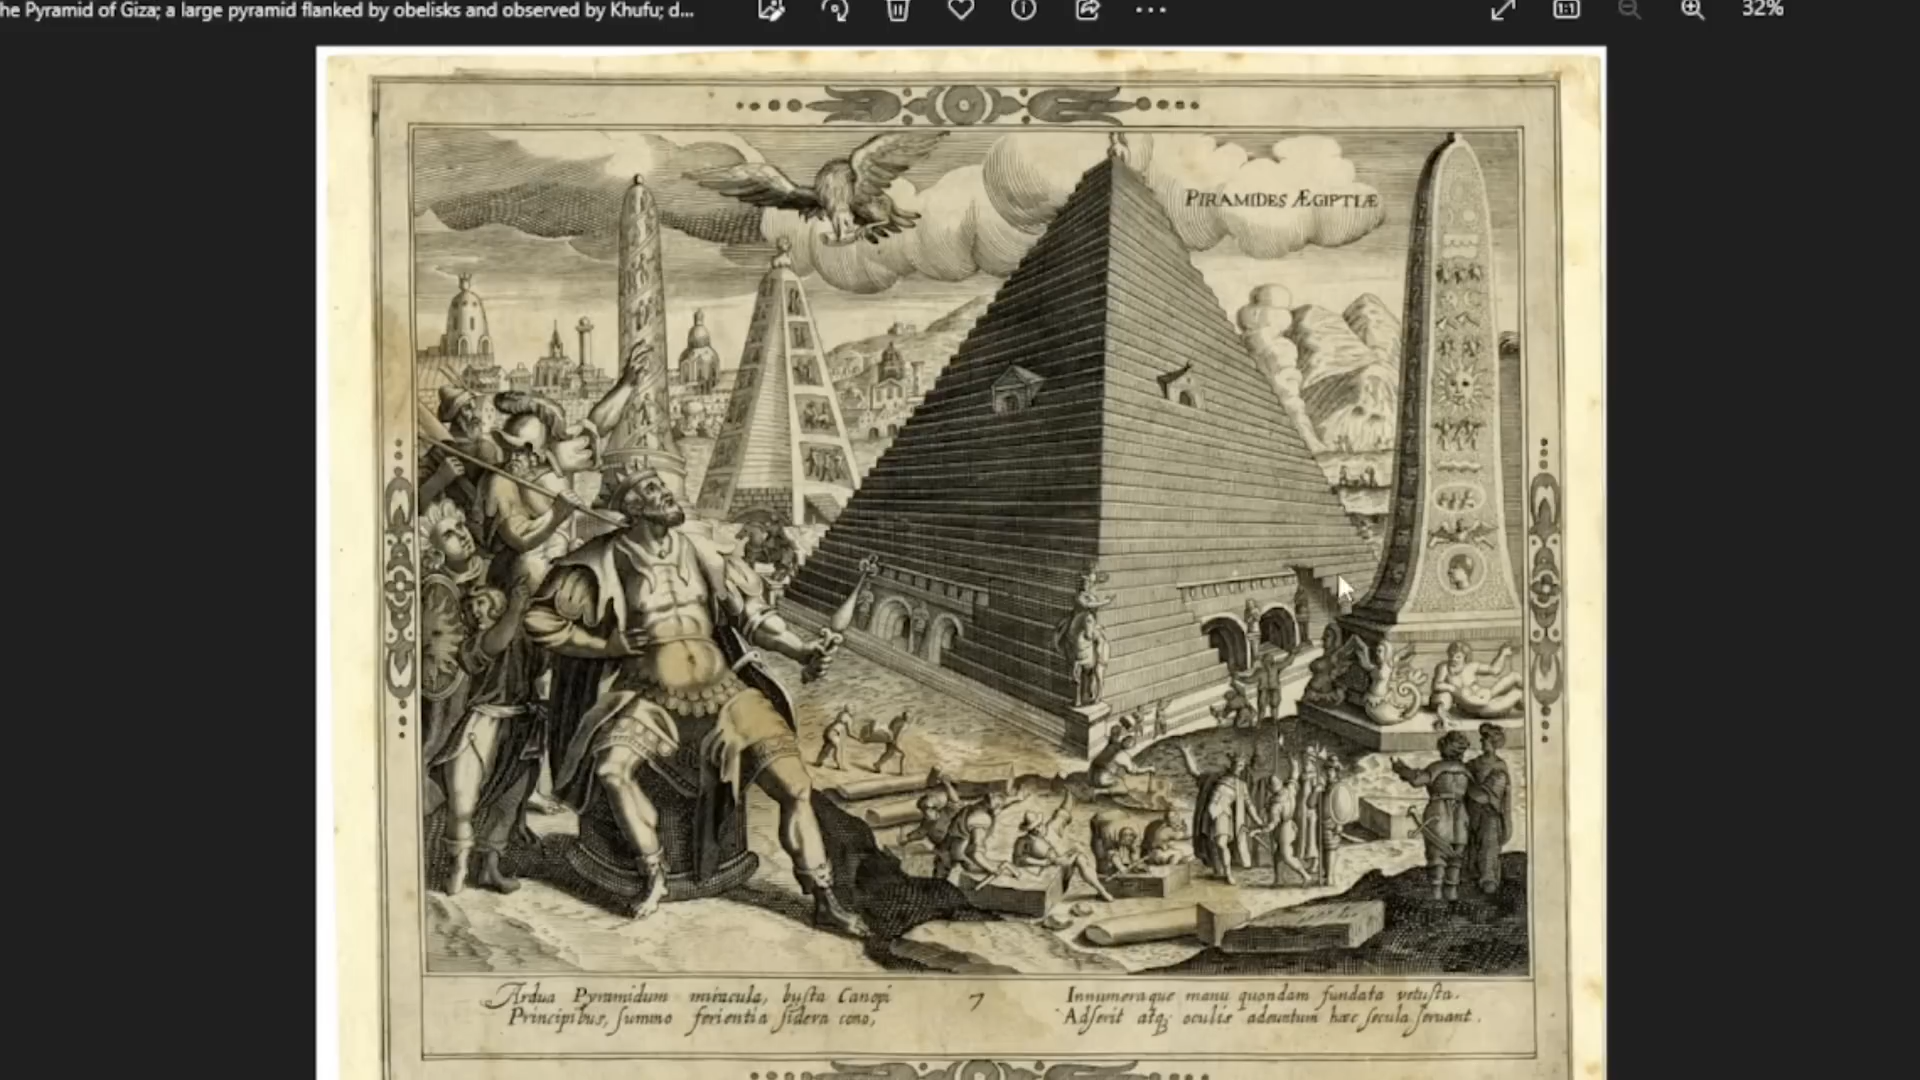 he Pyramid of Giza; a large pyramid flanked by obelisks and observed by Khufu; d...
1:1
32%
PIRAMIDES ÆGIPTIÆ
Ardua Pyramidum miracula, busta Canopi
Principibus, summo ferientia sidera cono,
7
Innumeraque manu quondam fundata vetusta.
Adserit atq, oculis adeuntum hæc secula servant.